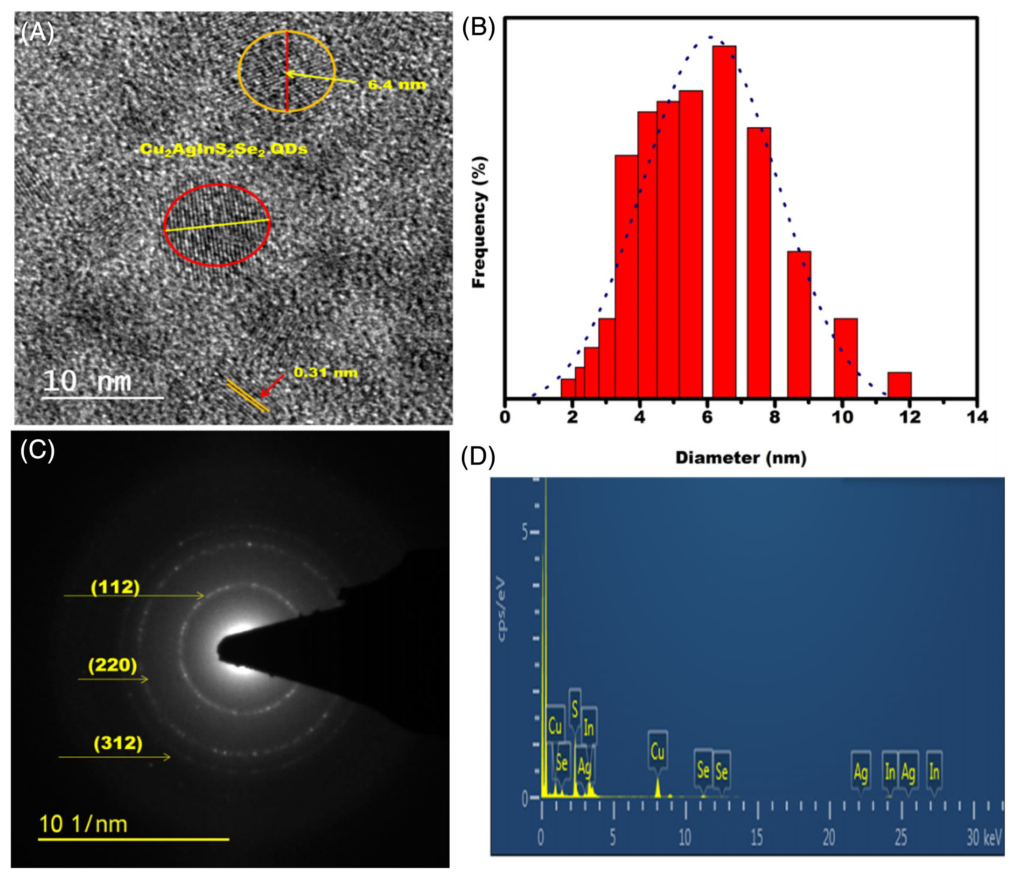 (A)
6.4 nm
Cu₂AgInS₂Se₂ QDs
0.31 nm
10 nm
(B)
Frequency (%)
0 2 4 6 8 10 12 14
Diameter (nm)
(C)
(112)
(220)
(312)
10 1/nm
(D)
cps/eV
5
0
S
Cu In
Se Ag
Cu
Se Se
Ag In Ag In
0 5 10 15 20 25 30 keV